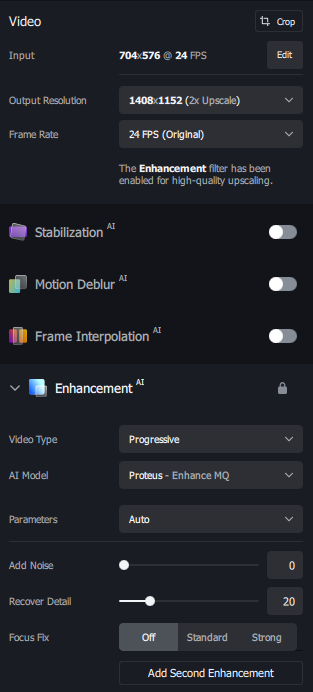 Video
Crop
Input 704x576 @ 24 FPS Edit
Output Resolution 1408x1152 (2x Upscale)
Frame Rate 24 FPS (Original)
The Enhancement filter has been
enabled for high-quality upscaling.
Stabilization AI
Motion Deblur AI
Frame Interpolation AI
Enhancement AI
Video Type Progressive
AI Model Proteus - Enhance MQ
Parameters Auto
Add Noise 0
Recover Detail 20
Focus Fix Off Standard Strong
Add Second Enhancement